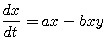 dx/dt = ax - bxy